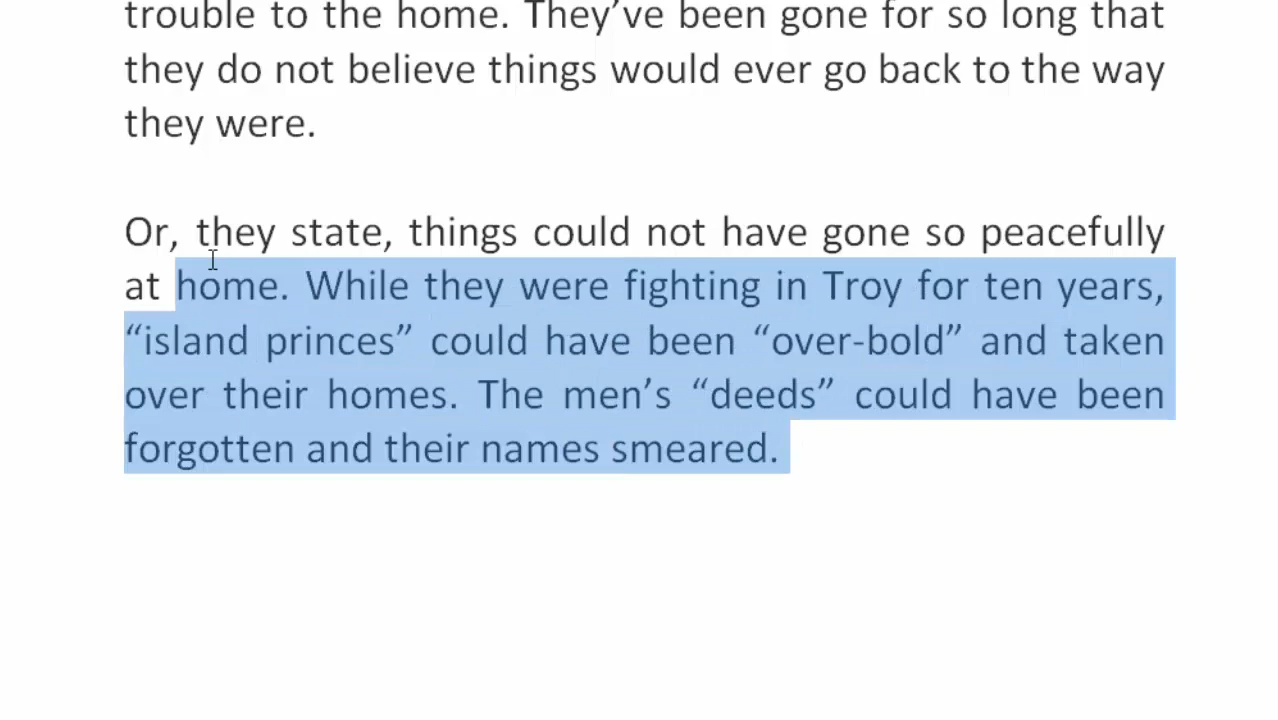 trouble to the home. They’ve been gone for so long that
they do not believe things would ever go back to the way
they were.
Or, they state, things could not have gone so peacefully
at home. While they were fighting in Troy for ten years,
“island princes” could have been “over-bold” and taken
over their homes. The men’s “deeds” could have been
forgotten and their names smeared.